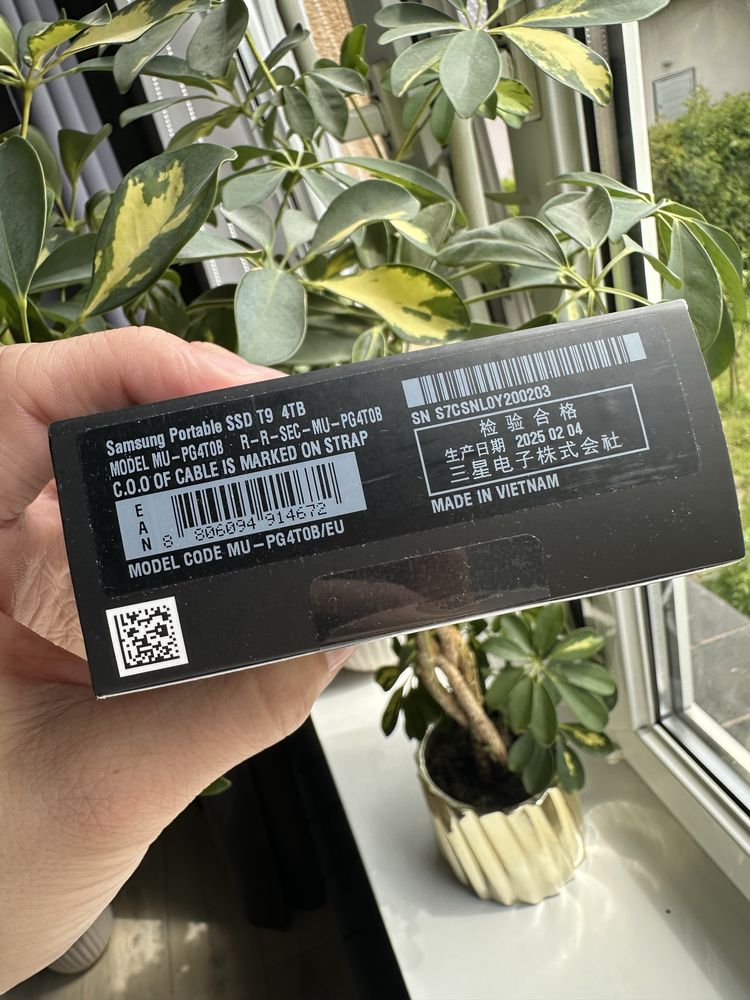 Samsung Portable SSD T9 4TB
MODEL MU-PG4T0B R-R-SEC-MU-PG4T0B
C.O.O OF CABLE IS MARKED ON STRAP
EAN
8 806094 914672
MODEL CODE MU-PG4T0B/EU
SN S7CSNL0Y200203
检验合格
生产日期 2025 02 04
三星电子株式会社
MADE IN VIETNAM